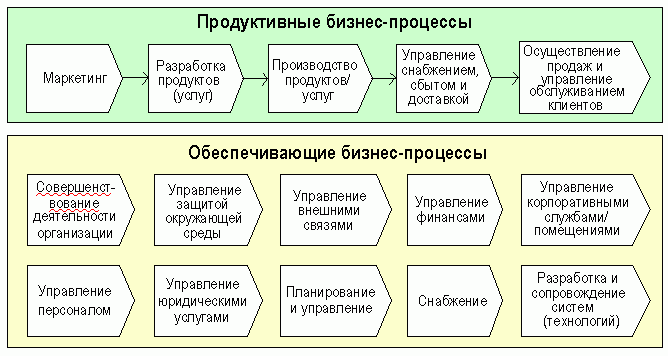 Продуктивные бизнес-процессы
Маркетинг
Разработка
продуктов
(услуг)
Производство
продуктов/
услуг
Управление
снабжением,
сбытом и
доставкой
Осуществление
продаж и
управление
обслуживанием
клиентов
Обеспечивающие бизнес-процессы
Совершенст-
вование
деятельности
организации
Управление
защитой
окружающей
среды
Управление
внешними
связями
Управление
финансами
Управление
корпоративными
службами/
помещениями
Управление
персоналом
Управление
юридическими
услугами
Планирование
и управление
Снабжение
Разработка и
сопровождение
систем
(технологий)